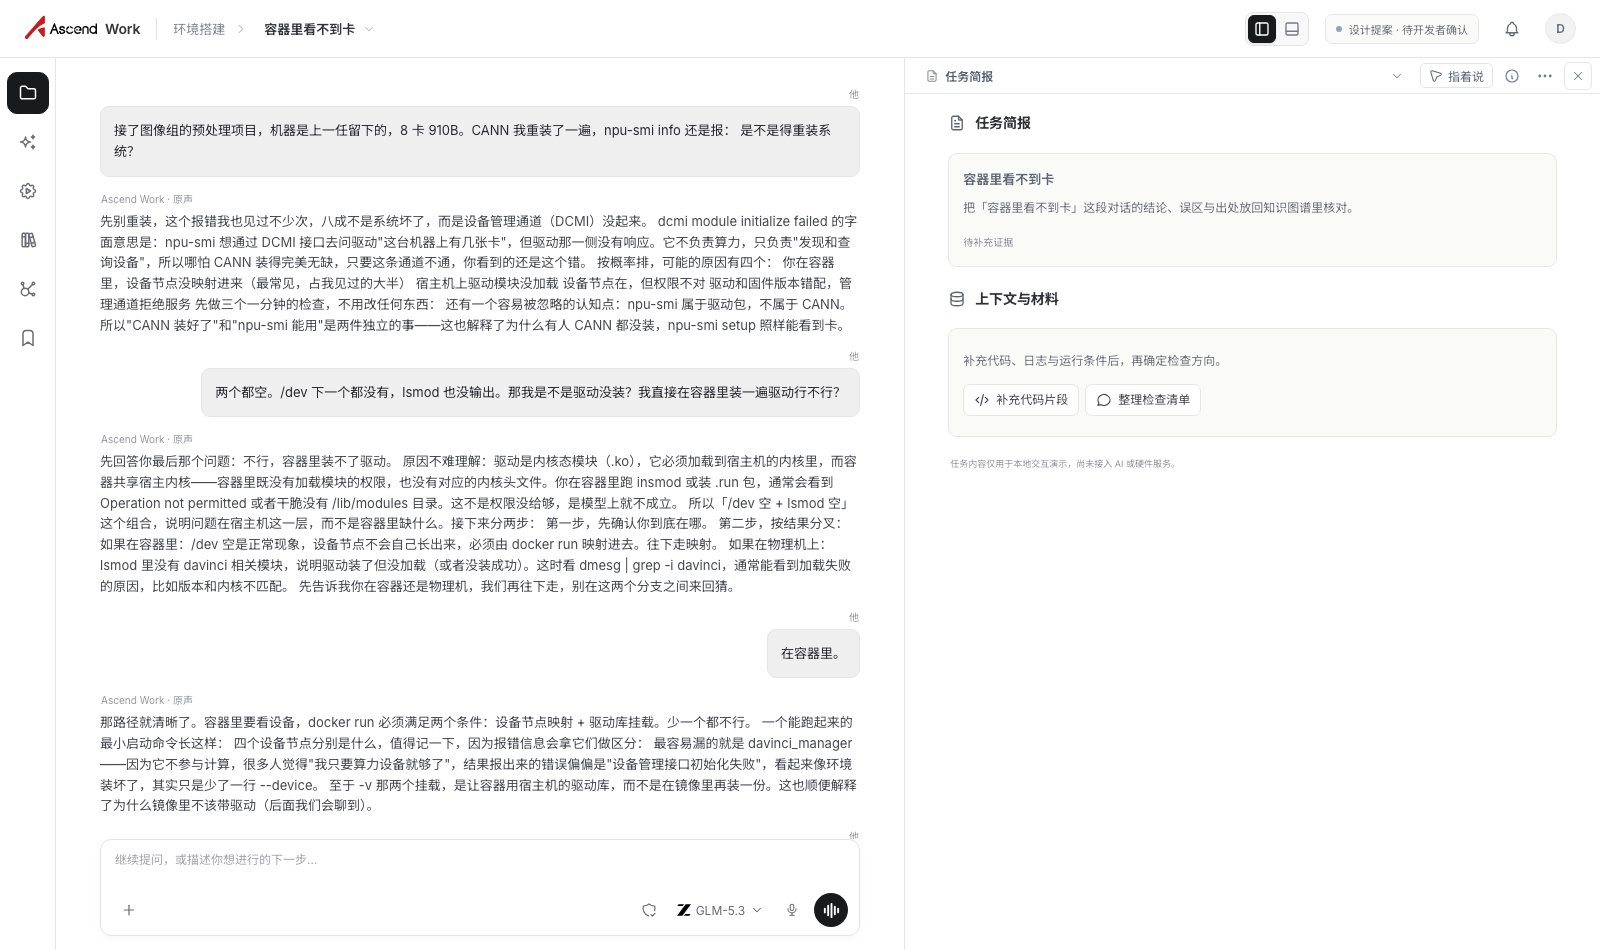 Ascend Work
环境搭建
容器里看不到卡
设计提案 · 待开发者确认
D
他
接了图像组的预处理项目，机器是上一任留下的，8 卡 910B。CANN 我重装了一遍，npu-smi info 还是报： 是不是得重装系
统？
Ascend Work · 原声
先别重装，这个报错我也见过不少次，八成不是系统坏了，而是设备管理通道（DCMI）没起来。 dcmi module initialize failed 的字
面意思是：npu-smi 想通过 DCMI 接口去问驱动"这台机器上有几张卡"，但驱动那一侧没有响应。它不负责算力，只负责"发现和查
询设备"，所以哪怕 CANN 装得完美无缺，只要这条通道不通，你看到的还是这个错。 按概率排，可能的原因有四个： 你在容器
里，设备节点没映射进来（最常见，占我见过的大半） 宿主机上驱动模块没加载 设备节点在，但权限不对 驱动和固件版本错配，管
理通道拒绝服务 先做三个一分钟的检查，不用改任何东西： 还有一个容易被忽略的认知点：npu-smi 属于驱动包，不属于 CANN。
所以"CANN 装好了"和"npu-smi 能用"是两件独立的事——这也解释了为什么有人 CANN 都没装，npu-smi setup 照样能看到卡。
他
两个都空。/dev 下一个都没有，lsmod 也没输出。那我是不是驱动没装？我直接在容器里装一遍驱动行不行？
Ascend Work · 原声
先回答你最后那个问题：不行，容器里装不了驱动。 原因不难理解：驱动是内核态模块（.ko），它必须加载到宿主机的内核里，而容
器共享宿主内核——容器里既没有加载模块的权限，也没有对应的内核头文件。你在容器里跑 insmod 或装 .run 包，通常会看到
Operation not permitted 或者干脆没有 /lib/modules 目录。这不是权限没给够，是模型上就不成立。 所以「/dev 空 + lsmod 空」
这个组合，说明问题在宿主机这一层，而不是容器里缺什么。接下来分两步： 第一步，先确认你到底在哪。 第二步，按结果分叉：
如果在容器里：/dev 空是正常现象，设备节点不会自己长出来，必须由 docker run 映射进去。往下走映射。 如果在物理机上：
lsmod 里没有 davinci 相关模块，说明驱动装了但没加载（或者没装成功）。这时看 dmesg | grep -i davinci，通常能看到加载失败
的原因，比如版本和内核不匹配。 先告诉我你在容器还是物理机，我们再往下走，别在这两个分支之间来回猜。
他
在容器里。
Ascend Work · 原声
那路径就清晰了。容器里要看设备，docker run 必须满足两个条件：设备节点映射 + 驱动库挂载。少一个都不行。 一个能跑起来的
最小启动命令长这样： 四个设备节点分别是什么，值得记一下，因为报错信息会拿它们做区分： 最容易漏的就是 davinci_manager
——因为它不参与计算，很多人觉得"我只要算力设备就够了"，结果报出来的错误偏偏是"设备管理接口初始化失败"，看起来像环境
装坏了，其实只是少了一行 --device。 至于 -v 那两个挂载，是让容器用宿主机的驱动库，而不是在镜像里再装一份。这也顺便解释
了为什么镜像里不该带驱动（后面我们会聊到）。
他
继续提问，或描述你想进行的下一步...
GLM-5.3
任务简报
指着说
任务简报
容器里看不到卡
把「容器里看不到卡」这段对话的结论、误区与出处放回知识图谱里核对。
待补充证据
上下文与材料
补充代码、日志与运行条件后，再确定检查方向。
补充代码片段
整理检查清单
任务内容仅用于本地交互演示，尚未接入 AI 或硬件服务。